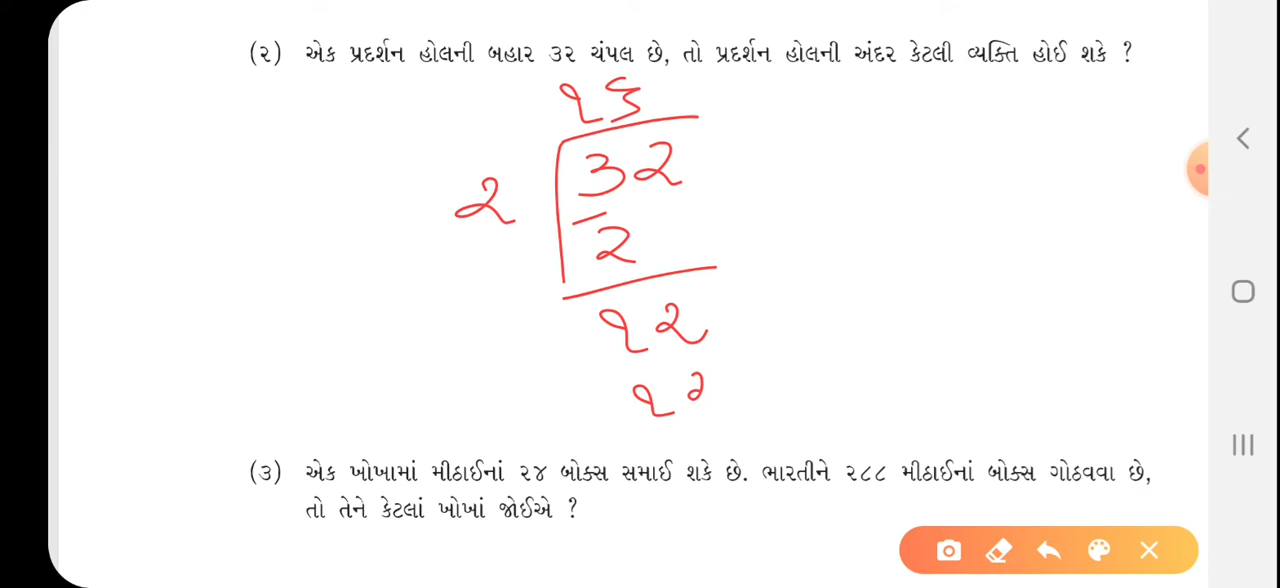 (૨) એક પ્રદર્શન હોલની બહાર ૩૨ ચંપલ છે, તો પ્રદર્શન હોલની અંદર કેટલી વ્યક્તિ હોઈ શકે ?
૧૬
૨ ૩૨
- ૨
૧૨
૧૨
(૩) એક ખોખામાં મીઠાઈનાં ૨૪ બોક્સ સમાઈ શકે છે. ભારતીને ૨૮૮ મીઠાઈનાં બોક્સ ગોઠવવા છે,
તો તેને કેટલાં ખોખાં જોઈએ ?